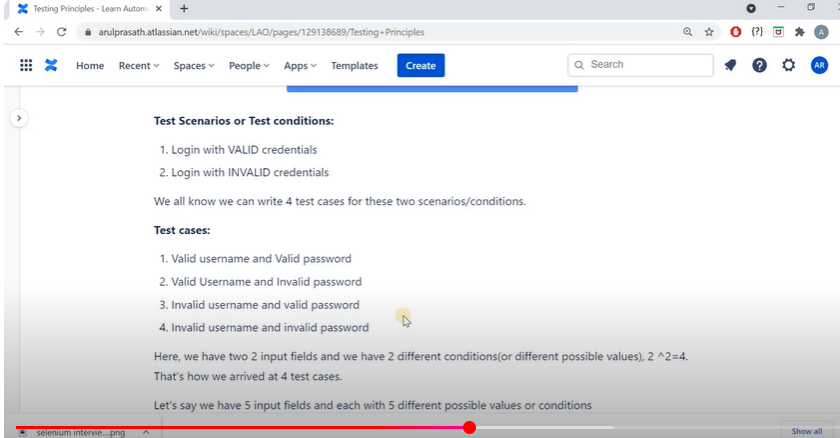 Testing Principles - Learn Autom
arulprasath.atlassian.net/wiki/spaces/LAO/pages/129138689/Testing+Principles
A
Home Recent Spaces People Apps Templates Create Search AR
Test Scenarios or Test conditions:
1. Login with VALID credentials
2. Login with INVALID credentials
We all know we can write 4 test cases for these two scenarios/conditions.
Test cases:
1. Valid username and Valid password
2. Valid Username and Invalid password
3. Invalid username and valid password
4. Invalid username and invalid password
Here, we have two 2 input fields and we have 2 different conditions(or different possible values), 2 ^2=4.
That's how we arrived at 4 test cases.
Let's say we have 5 input fields and each with 5 different possible values or conditions
selenium intervie....png Show all